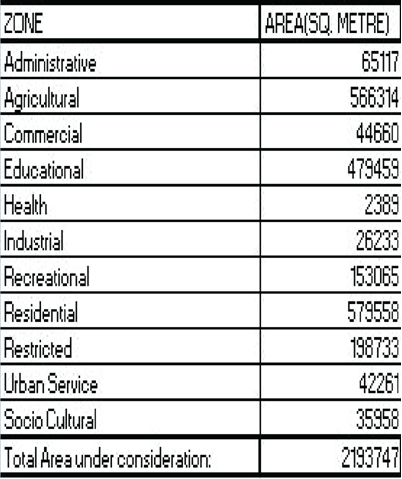 ZONE AREA(SQ. METRE)
Administrative 65117
Agricultural 566314
Commercial 44660
Educational 479459
Health 2389
Industrial 26233
Recreational 153065
Residential 579558
Restricted 198733
Urban Service 42261
Socio Cultural 35958
Total Area under consideration: 2193747